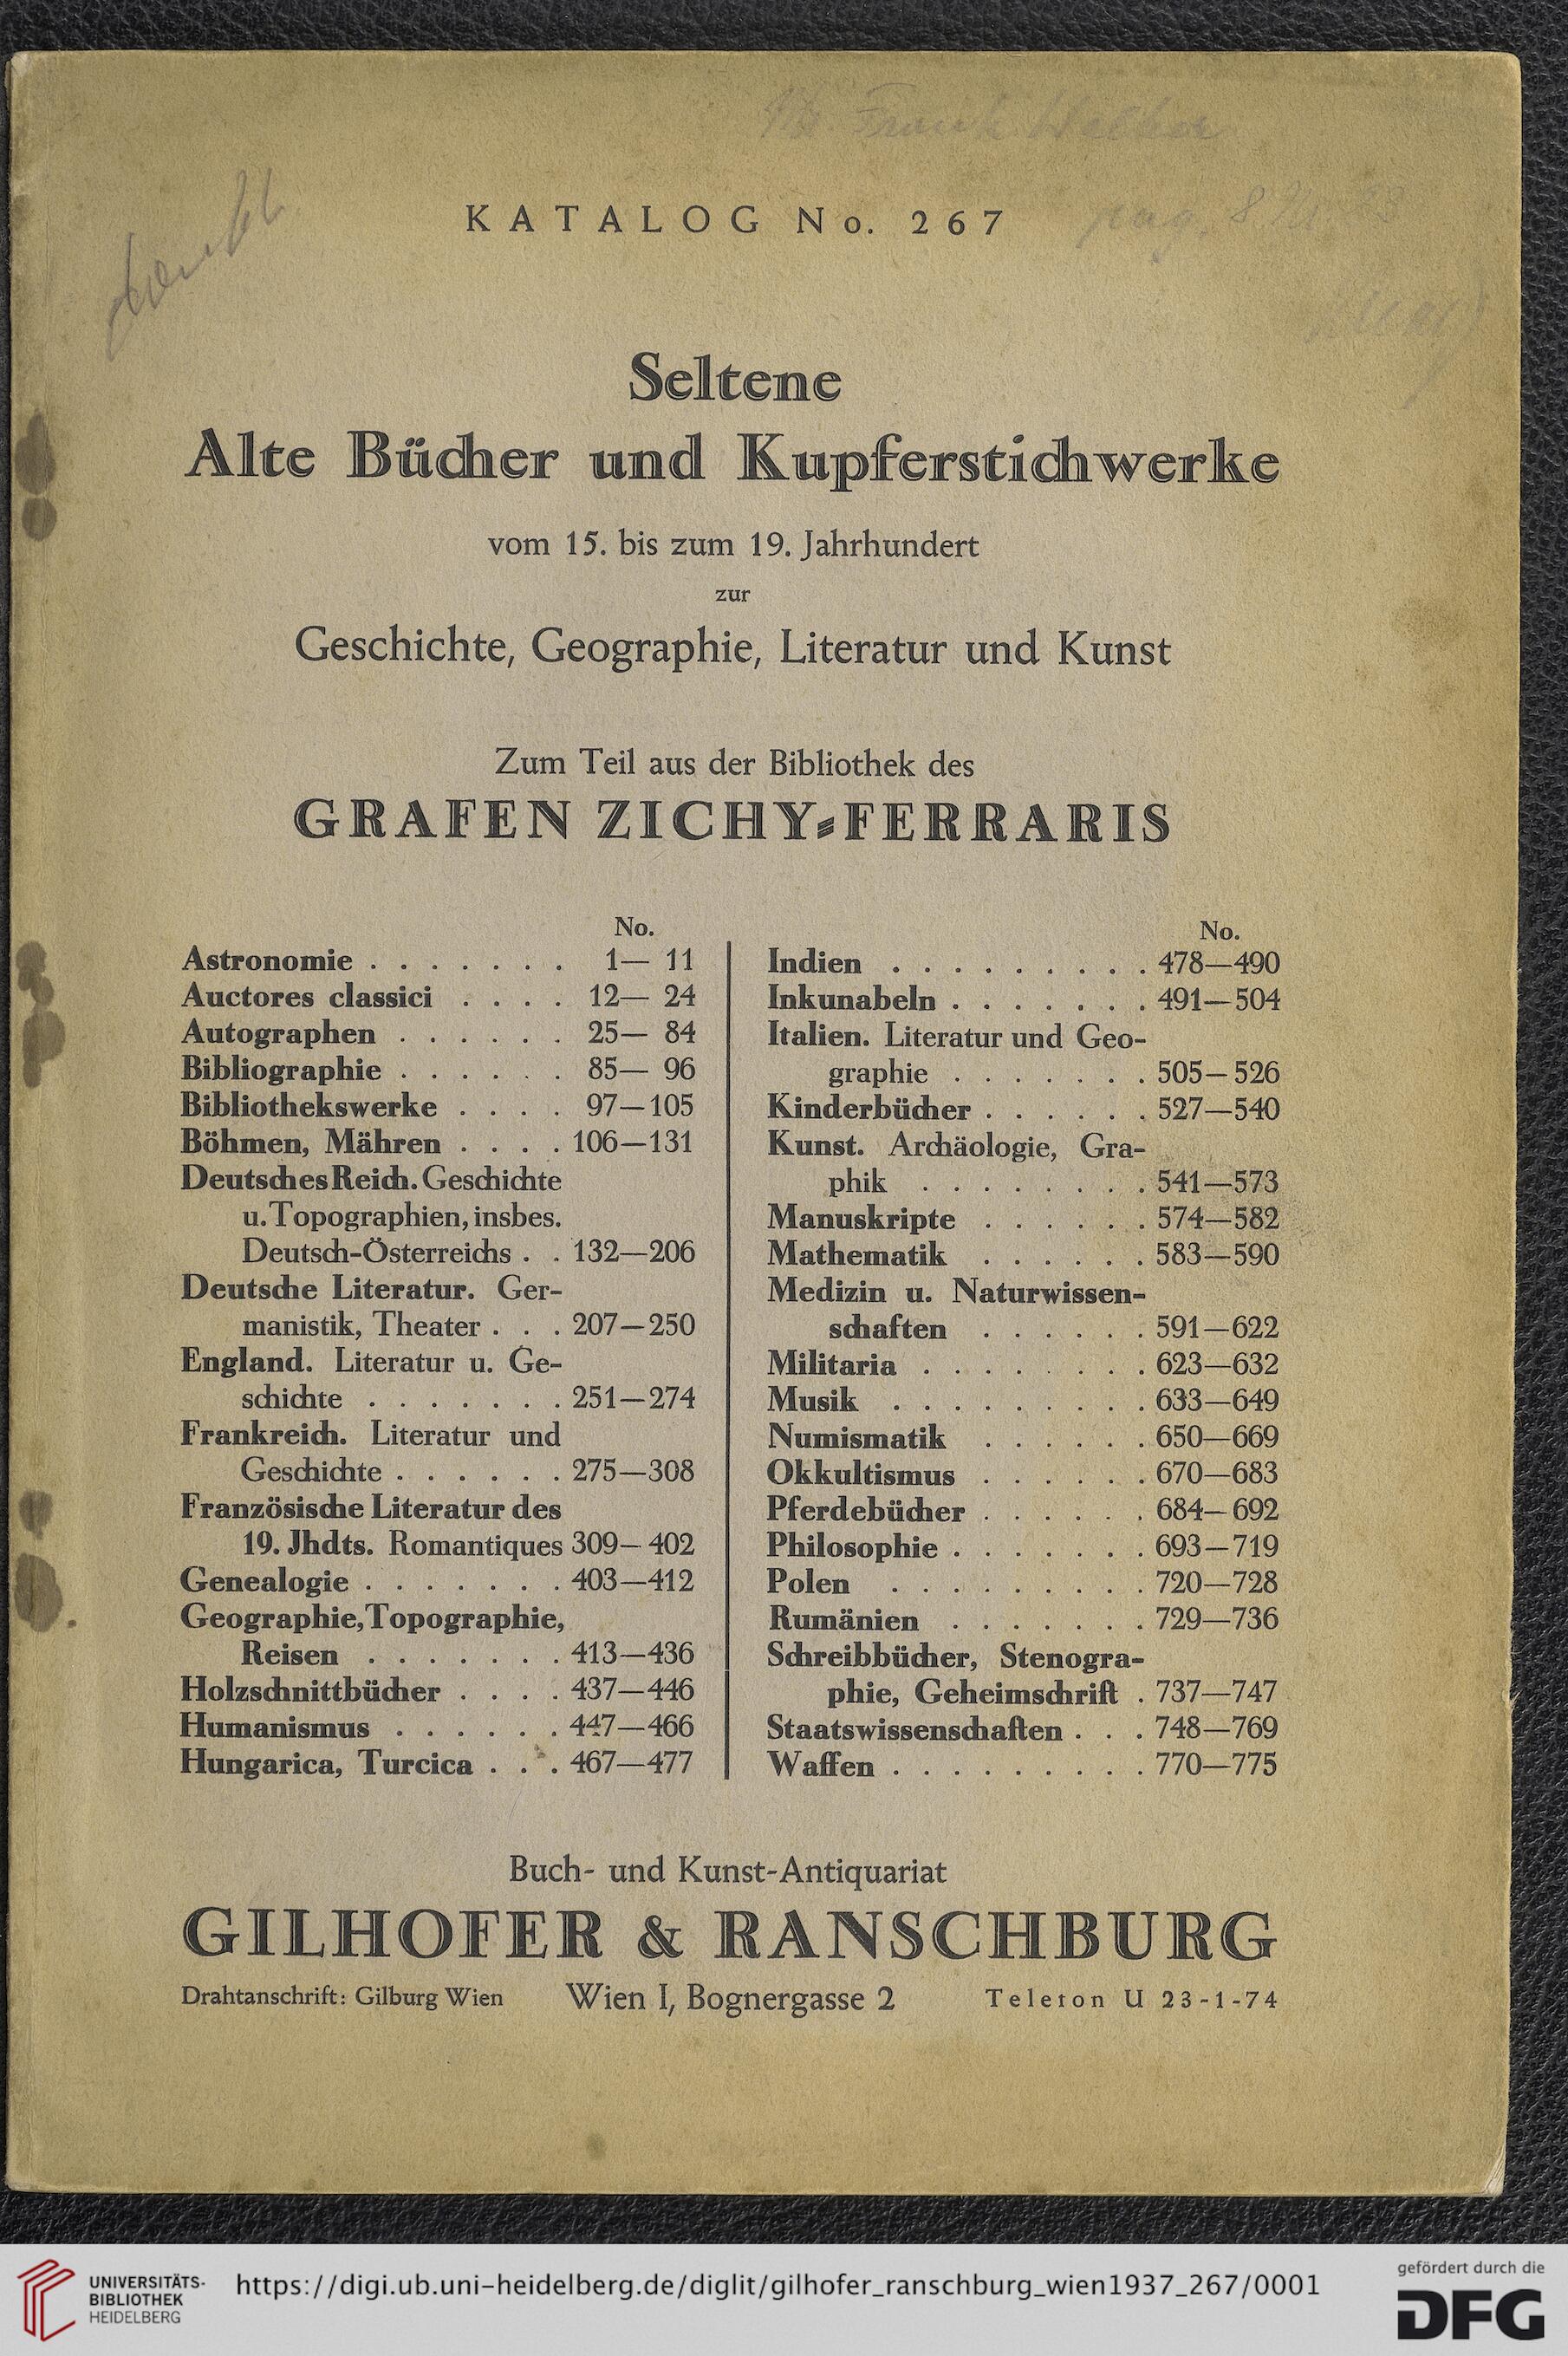 KATALOG No. 267
Seltene
Alte Bücher und Kupferstichwerke
vom 15. bis zum 19. Jahrhundert
zur
Geschichte, Geographie, Literatur und Kunst
Zum Teil aus der Bibliothek des
GRAFEN ZICHY-FERRARIS
No.
Astronomie . . . . . . . 1— 11
Auctores classici . . . . 12— 24
Autographen . . . . . . 25— 84
Bibliographie . . . . . . 85— 96
Bibliothekswerke . . . . 97—105
Böhmen, Mähren . . . . 106—131
Deutsches Reich. Geschichte
u. Topographien, insbes.
Deutsch-Österreichs . . 132—206
Deutsche Literatur. Ger-
manistik, Theater . . . 207—250
England. Literatur u. Ge-
schichte . . . . . . . 251—274
Frankreich. Literatur und
Geschichte . . . . . . 275—308
Französische Literatur des
19. Jhdts. Romantiques 309—402
Genealogie . . . . . . . 403—412
Geographie, Topographie,
Reisen . . . . . . . 413—436
Holzschnittbücher . . . . 437—446
Humanismus . . . . . . 447—466
Hungarica, Turcica . . . 467—477
No.
Indien . . . . . . . . . 478—490
Inkunabeln . . . . . . . 491—504
Italien. Literatur und Geo-
graphie . . . . . . . 505—526
Kinderbücher . . . . . . 527—540
Kunst. Archäologie, Gra-
phik . . . . . . . . 541—573
Manuskripte . . . . . . 574—582
Mathematik . . . . . . 583—590
Medizin u. Naturwissen-
schaften . . . . . . 591—622
Militaria . . . . . . . . 623—632
Musik . . . . . . . . . 633—649
Numismatik . . . . . . 650—669
Okkultismus . . . . . . 670—683
Pferdebücher . . . . . . 684—692
Philosophie . . . . . . . 693—719
Polen . . . . . . . . . 720—728
Rumänien . . . . . . . 729—736
Schreibbücher, Stenogra-
phie, Geheimschrift . 737—747
Staatswissenschaften . . . 748—769
Waffen . . . . . . . . . 770—775
Buch- und Kunst-Antiquariat
GILHOFER & RANSCHBURG
Drahtanschrift: Gilburg Wien Wien I, Bognergasse 2 Telefon U 23-1-74
UNIVERSITÄTS-
BIBLIOTHEK
HEIDELBERG
https://digi.ub.uni-heidelberg.de/diglit/gilhofer_ranschburg_wien1937_267/0001
gefördert durch die
DFG